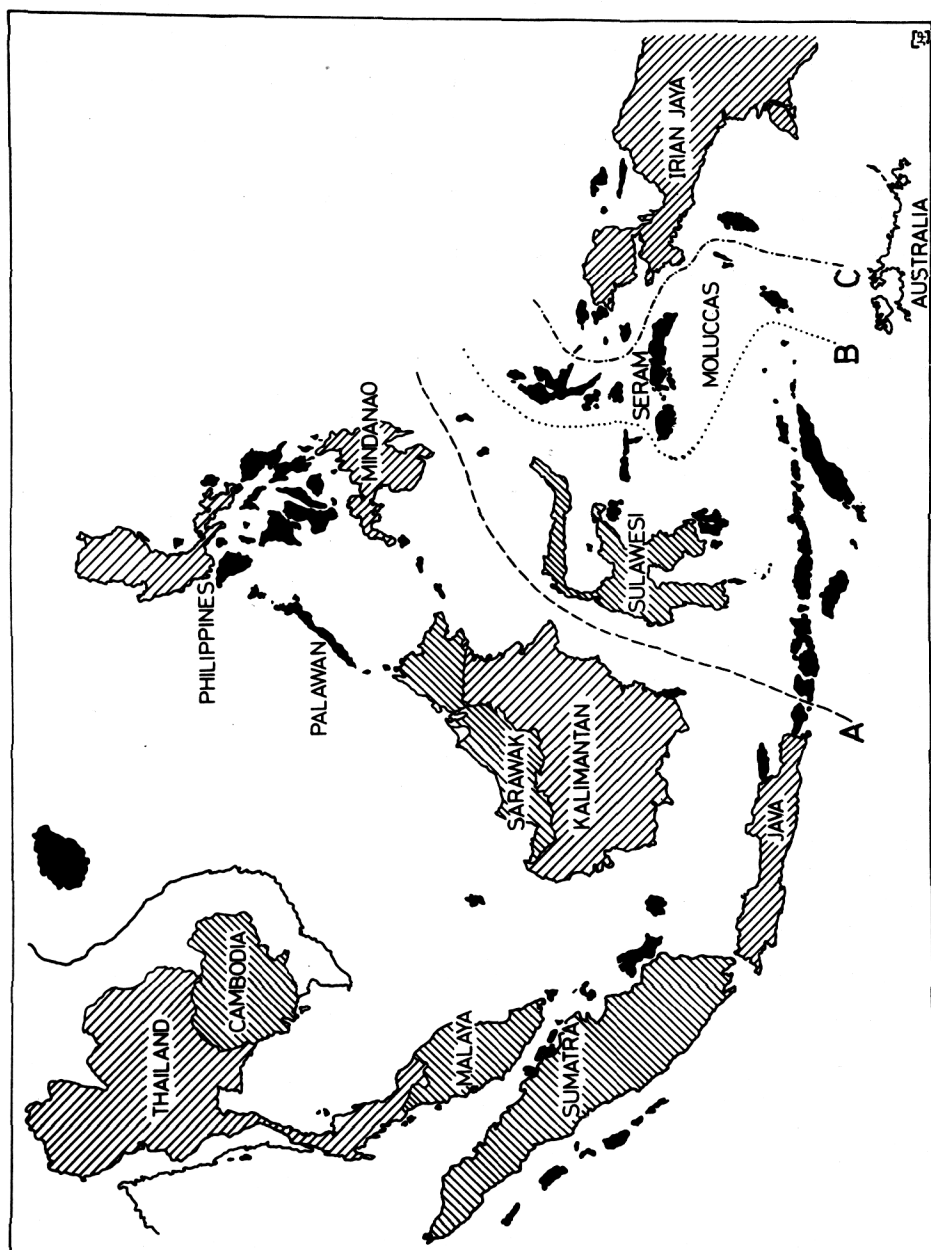 THAILAND
CAMBODIA
MALAYA
SUMATRA
PHILIPPINES
PALAWAN
MINDANAO
SARAWAK
KALIMANTAN
JAVA
SULAWESI
SERAM
MOLUCCAS
IRIAN JAYA
A
B
C
AUSTRALIA